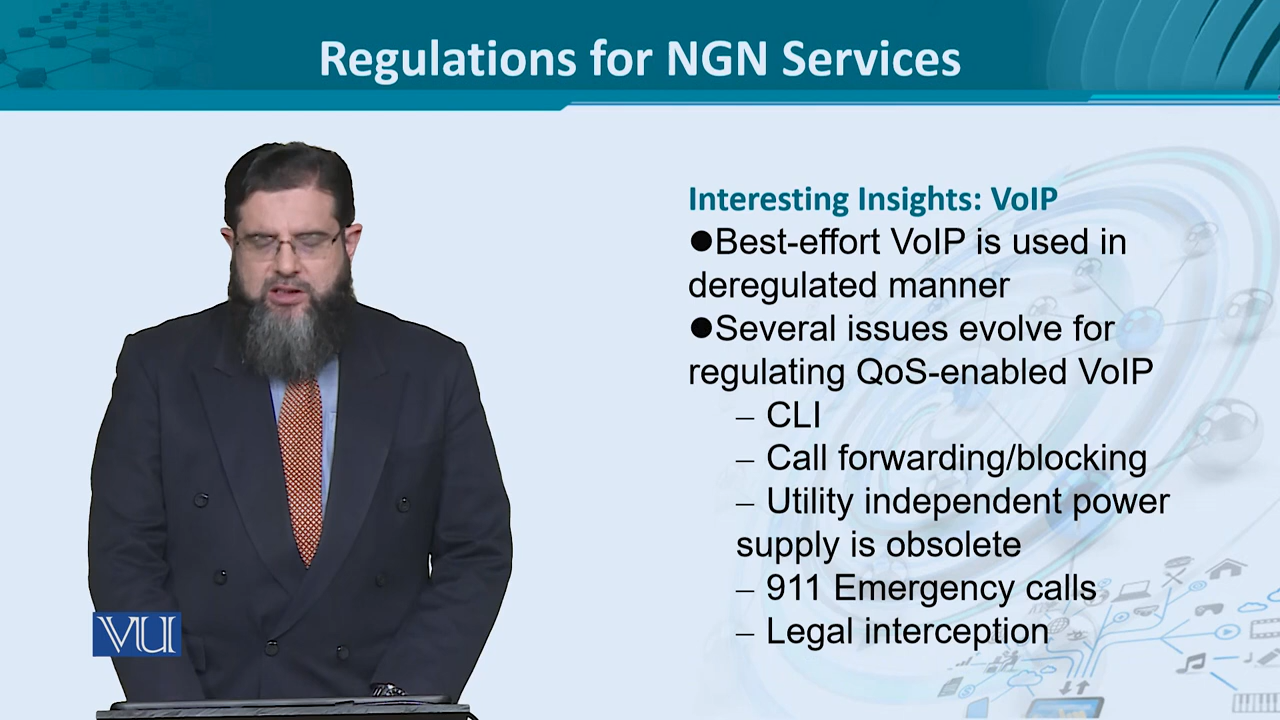 Regulations for NGN Services
Interesting Insights: VoIP
●Best-effort VoIP is used in
deregulated manner
●Several issues evolve for
regulating QoS-enabled VoIP
– CLI
– Call forwarding/blocking
– Utility independent power
supply is obsolete
– 911 Emergency calls
– Legal interception
VU